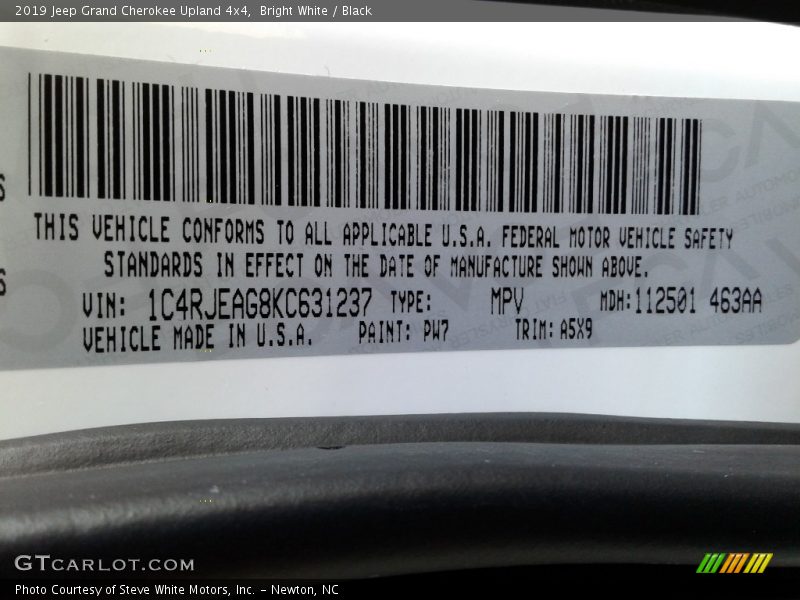 2019 Jeep Grand Cherokee Upland 4x4,  Bright White / Black
THIS VEHICLE CONFORMS TO ALL APPLICABLE U.S.A. FEDERAL MOTOR VEHICLE SAFETY
STANDARDS IN EFFECT ON THE DATE OF MANUFACTURE SHOWN ABOVE.
VIN: 1C4RJEAG8KC631237 TYPE: MPV MDH:112501 463AA
VEHICLE MADE IN U.S.A. PAINT: PW7 TRIM: A5X9
GTCARLOT.COM
Photo Courtesy of Steve White Motors, Inc. – Newton, NC